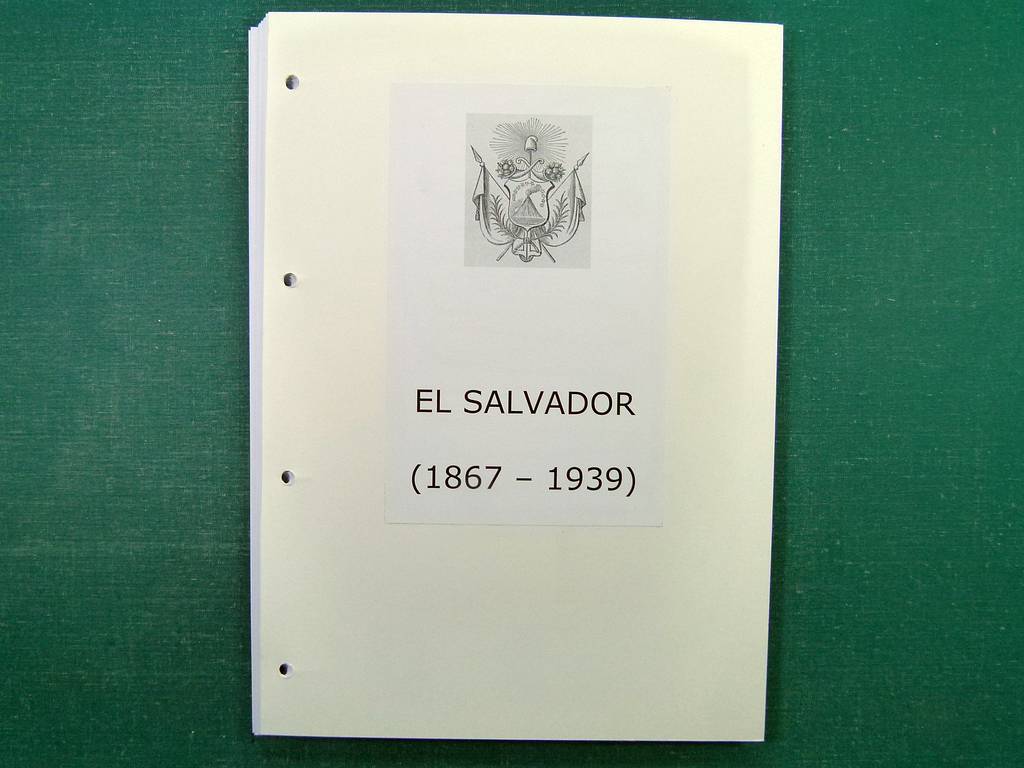 EL SALVADOR
(1867 – 1939)